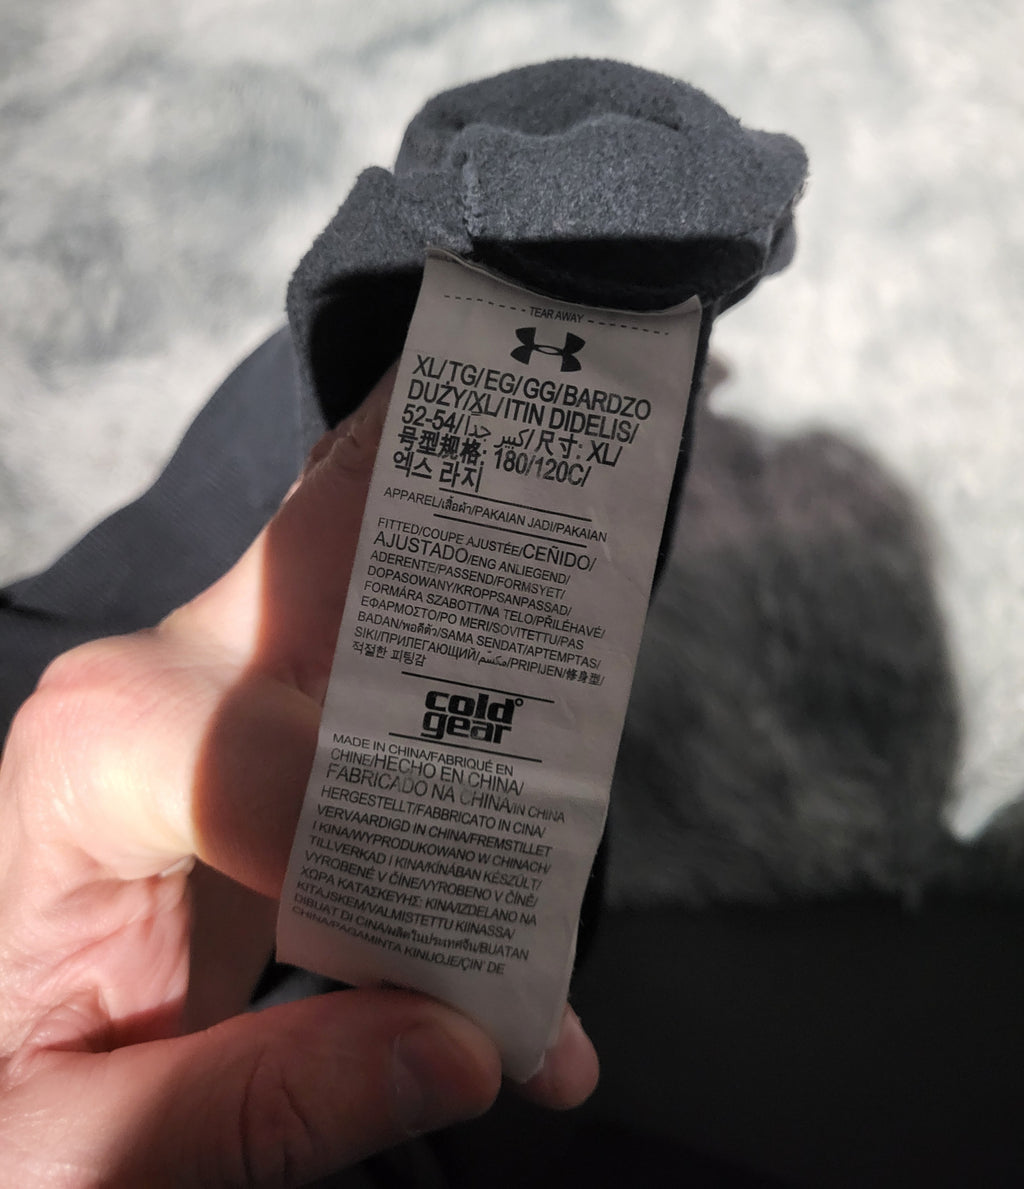 TEAR AWAY
XL/TG/EG/GG/BARDZO
DUŻY/XL/ITIN DIDELIS/
52-54/كبير جدًا/尺寸: XL/
号型规格: 180/120C/
엑스 라지
APPAREL/เสื้อผ้า/PAKAIAN JADI/PAKAIAN
FITTED/COUPE AJUSTÉE/CEÑIDO/
AJUSTADO/ENG ANLIEGEND/
ADERENTE/PASSEND/FORMSYET/
DOPASOWANY/KROPPSANPASSAD/
FORMÁRA SZABOTT/NA TELO/PŘILÉHAVÉ/
ΕΦΑΡΜΟΣΤΟ/PO MERI/SOVITETTU/PAS
BADAN/พอดีตัว/SAMA SENDAT/APTEMPTAS/
SIKI/ПРИЛЕГАЮЩИЙ/مكسّم/PRIPIJEN/修身型/
적절한 피팅감
cold
gear
MADE IN CHINA/FABRIQUÉ EN
CHINE/HECHO EN CHINA/
FABRICADO NA CHINA/IN CHINA
HERGESTELLT/FABBRICATO IN CINA/
VERVAARDIGD IN CHINA/FREMSTILLET
I KINA/WYPRODUKOWANO W CHINACH/
TILLVERKAD I KINA/KÍNÁBAN KÉSZÜLT/
VYROBENÉ V ČÍNE/VYROBENO V ČÍNĚ/
ΧΩΡΑ ΚΑΤΑΣΚΕΥΗΣ: ΚΙΝΑ/IZDELANO NA
KITAJSKEM/VALMISTETTU KIINASSA/
DIBUAT DI CINA/ผลิตในประเทศจีน/BUATAN
CHINA/PAGAMINTA KINIJOJE/ÇİN' DE